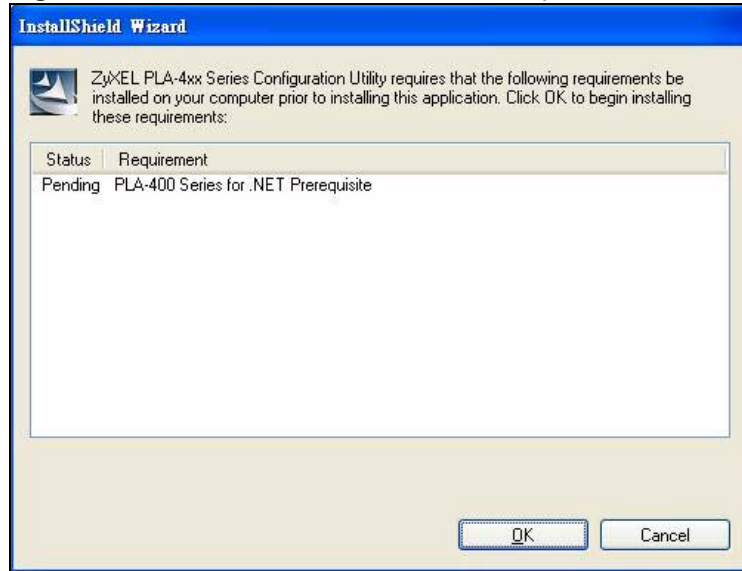 InstallShield Wizard
ZyXEL PLA-4xx Series Configuration Utility requires that the following requirements be
installed on your computer prior to installing this application. Click OK to begin installing
these requirements:
Status Requirement
Pending PLA-400 Series for .NET Prerequisite
OK Cancel